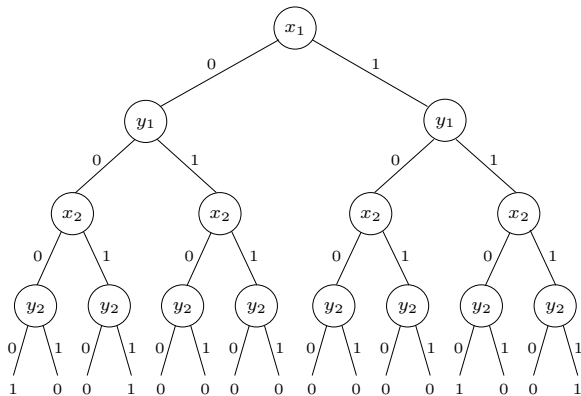 x₁
0 1
y₁ y₁
0 1 0 1
x₂ x₂ x₂ x₂
0 1 0 1 0 1 0 1
y₂ y₂ y₂ y₂ y₂ y₂ y₂ y₂
0 1 0 1 0 1 0 1 0 1 0 1 0 1 0 1
1 0 0 1 0 0 0 0 0 0 0 0 1 0 0 1